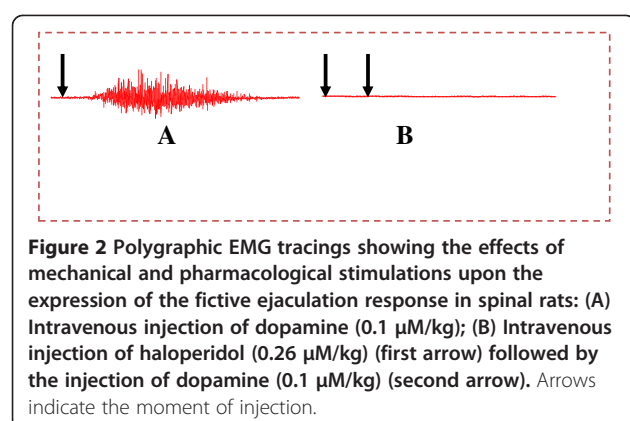 A
B
Figure 2 Polygraphic EMG tracings showing the effects of
mechanical and pharmacological stimulations upon the
expression of the fictive ejaculation response in spinal rats: (A)
Intravenous injection of dopamine (0.1 μM/kg); (B) Intravenous
injection of haloperidol (0.26 μM/kg) (first arrow) followed by
the injection of dopamine (0.1 μM/kg) (second arrow). Arrows
indicate the moment of injection.